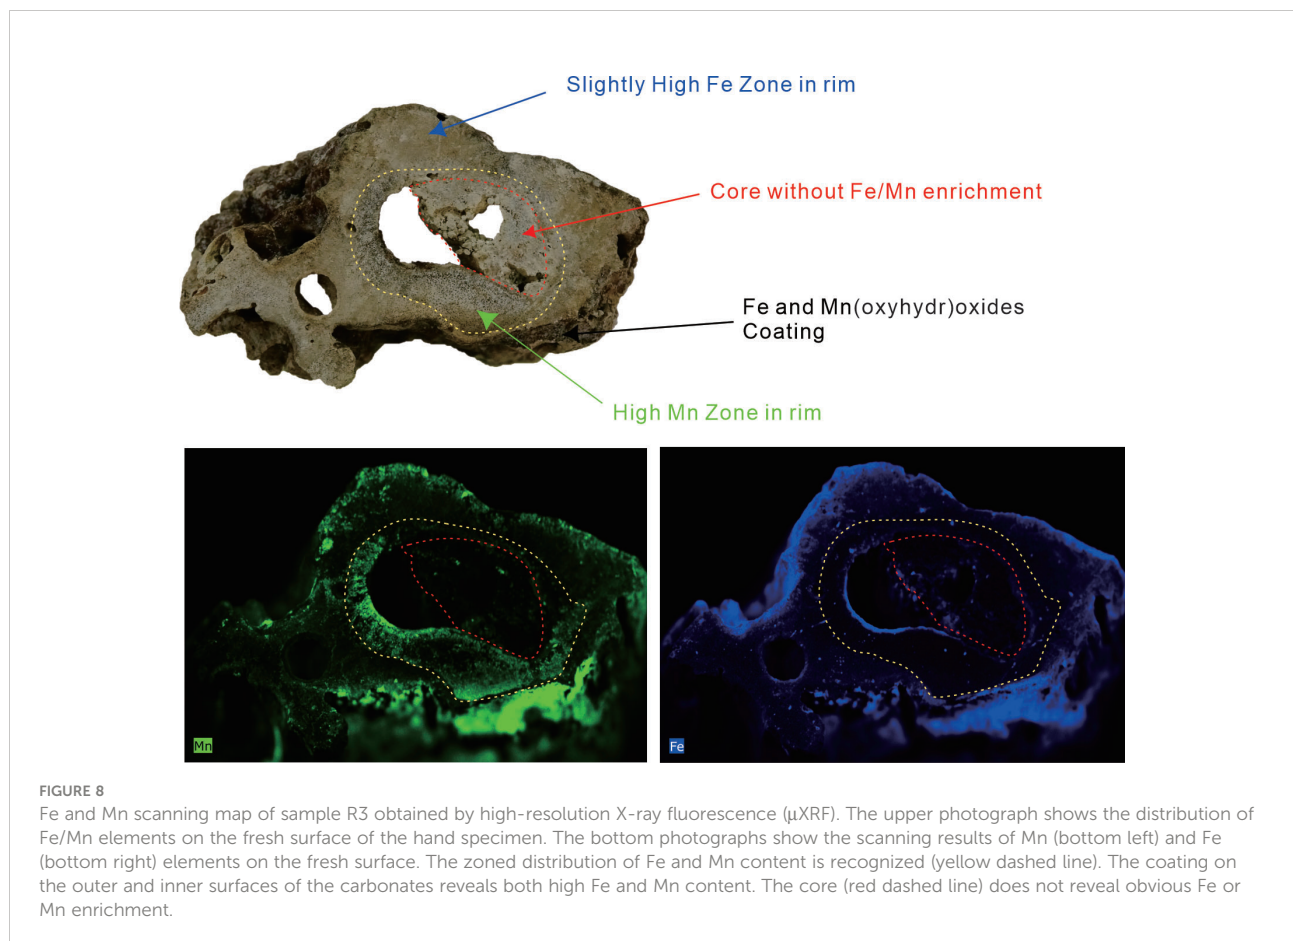 Slightly High Fe Zone in rim
Core without Fe/Mn enrichment
Fe and Mn(oxyhydr)oxides
Coating
High Mn Zone in rim
Mn
Fe
FIGURE 8
Fe and Mn scanning map of sample R3 obtained by high-resolution X-ray fluorescence (µXRF). The upper photograph shows the distribution of
Fe/Mn elements on the fresh surface of the hand specimen. The bottom photographs show the scanning results of Mn (bottom left) and Fe
(bottom right) elements on the fresh surface. The zoned distribution of Fe and Mn content is recognized (yellow dashed line). The coating on
the outer and inner surfaces of the carbonates reveals both high Fe and Mn content. The core (red dashed line) does not reveal obvious Fe or
Mn enrichment.